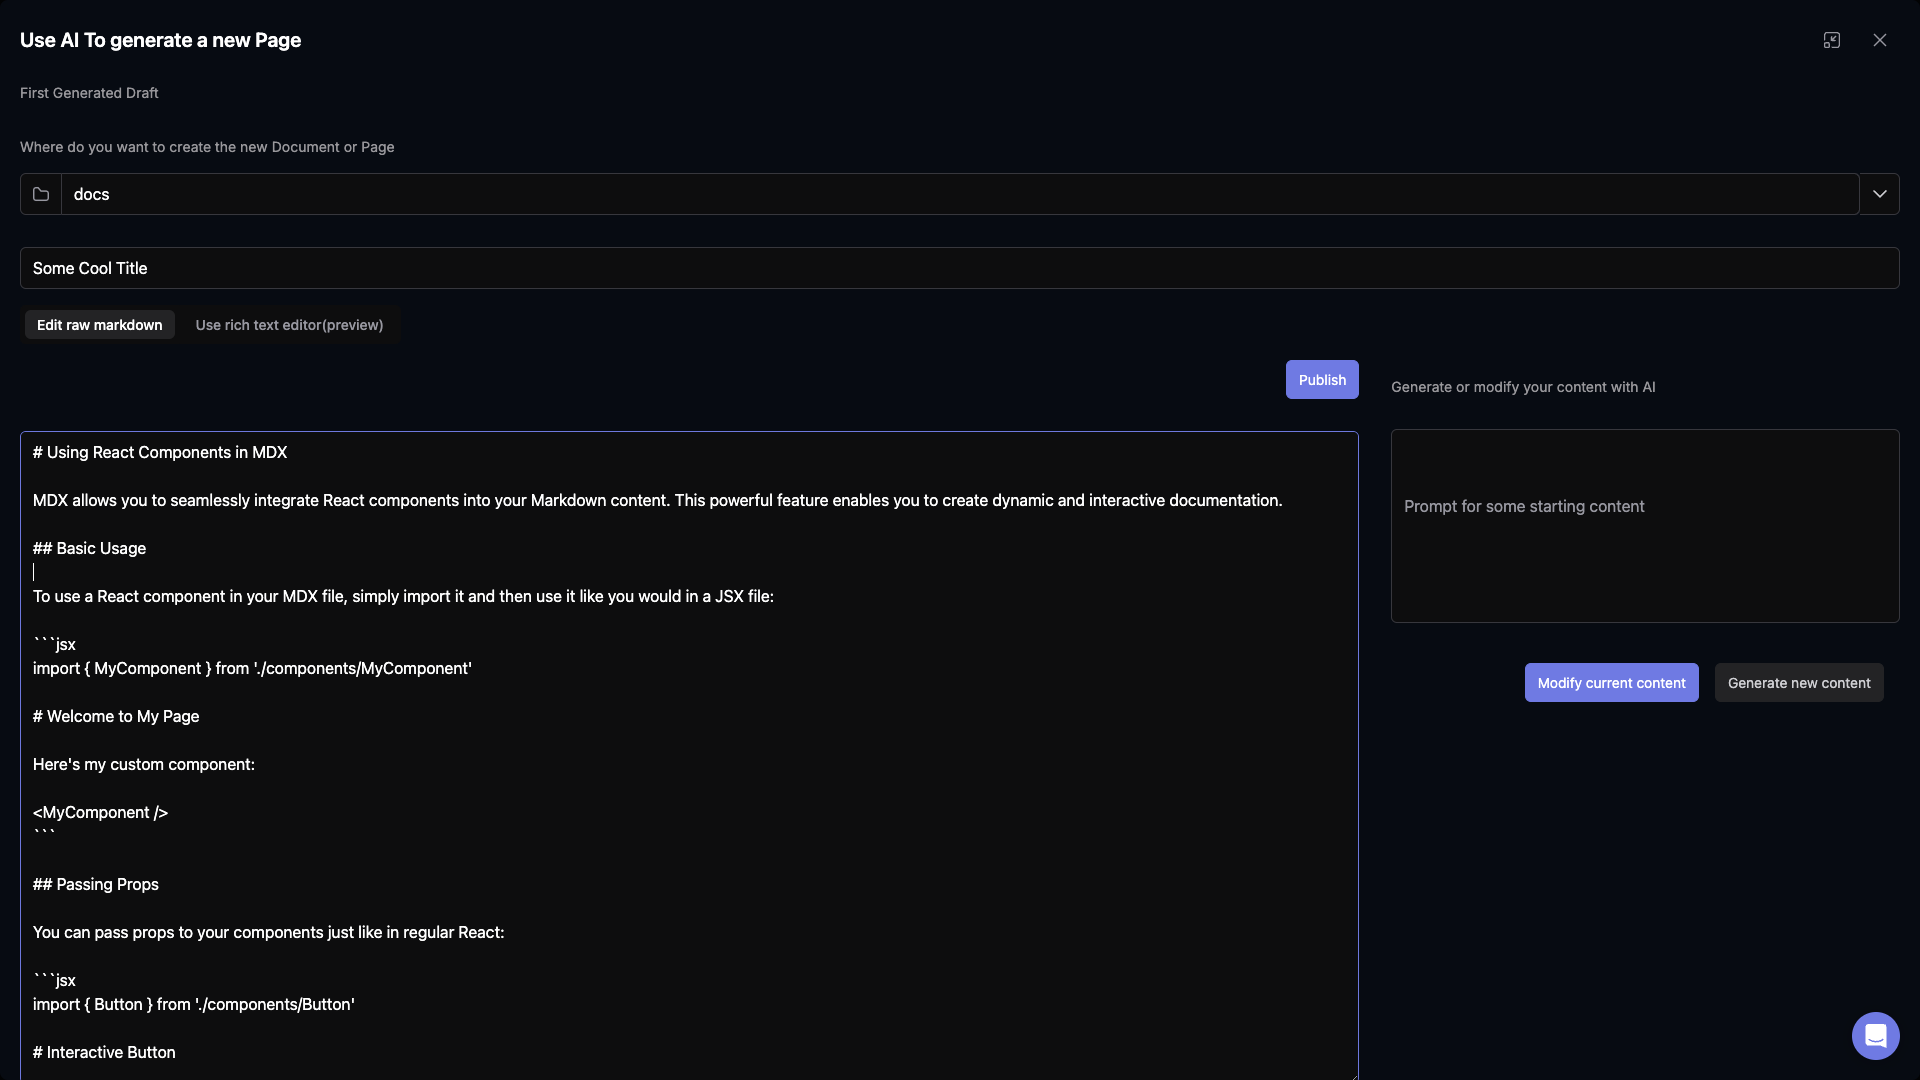 Use AI To generate a new Page
First Generated Draft
Where do you want to create the new Document or Page
docs
Some Cool Title
Edit raw markdown
Use rich text editor(preview)
Publish
Generate or modify your content with AI
# Using React Components in MDX
MDX allows you to seamlessly integrate React components into your Markdown content. This powerful feature enables you to create dynamic and interactive documentation.
## Basic Usage
To use a React component in your MDX file, simply import it and then use it like you would in a JSX file:
```jsx
import { MyComponent } from './components/MyComponent'
# Welcome to My Page
Here's my custom component:
<MyComponent />
```
## Passing Props
You can pass props to your components just like in regular React:
```jsx
import { Button } from './components/Button'
# Interactive Button
Prompt for some starting content
Modify current content
Generate new content